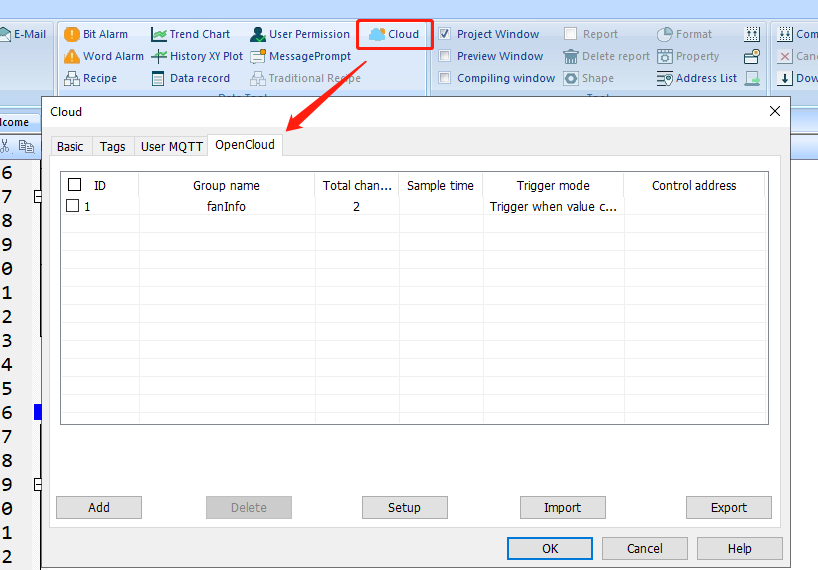 E-Mail Bit Alarm Trend Chart User Permission Cloud Project Window Report Format
Word Alarm History XY Plot MessagePrompt Preview Window Delete report Property
Recipe Data record Traditional Recipe Compiling window Shape Address List
Cloud
Basic Tags User MQTT OpenCloud
ID Group name Total chan... Sample time Trigger mode Control address
1 fanInfo 2 Trigger when value c...
6
7
8
9
0
1
2
3
4
5
6
7
8
9
0
1
2
Add Delete Setup Import Export
OK Cancel Help